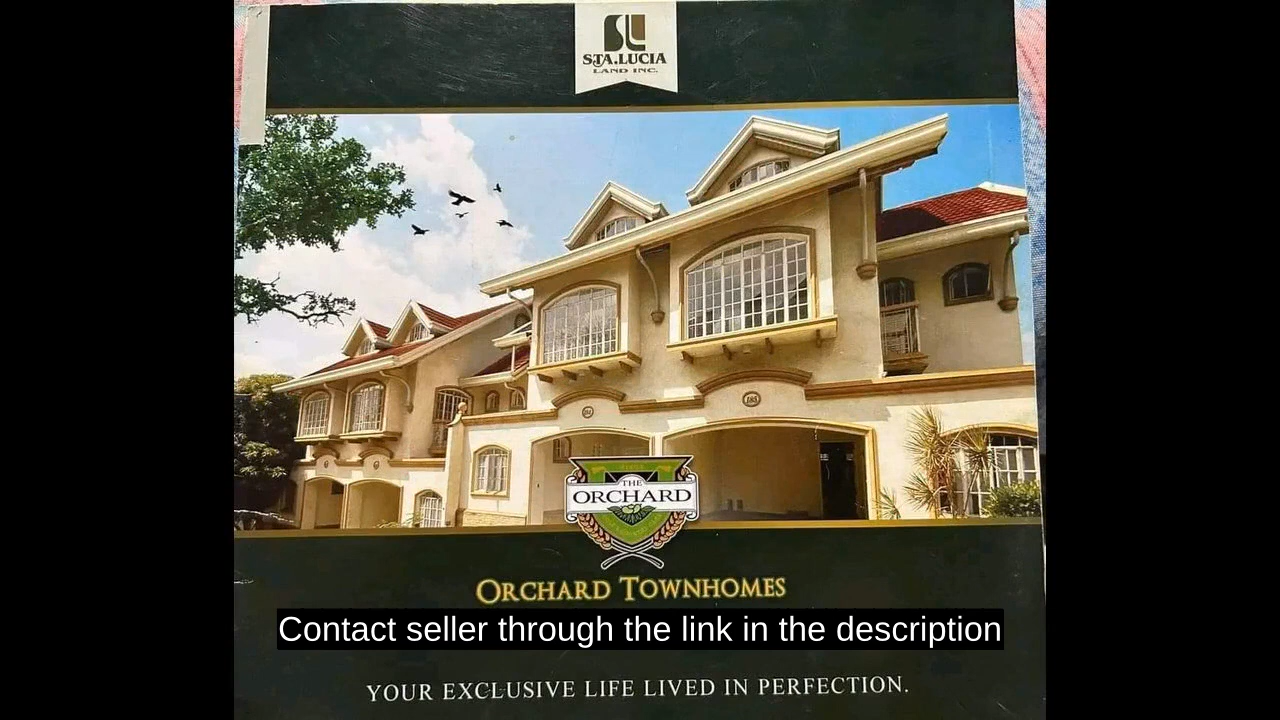 STA.LUCIA
LAND INC.
183
THE
ORCHARD
ORCHARD TOWNHOMES
Contact seller through the link in the description
YOUR EXCLUSIVE LIFE LIVED IN PERFECTION.